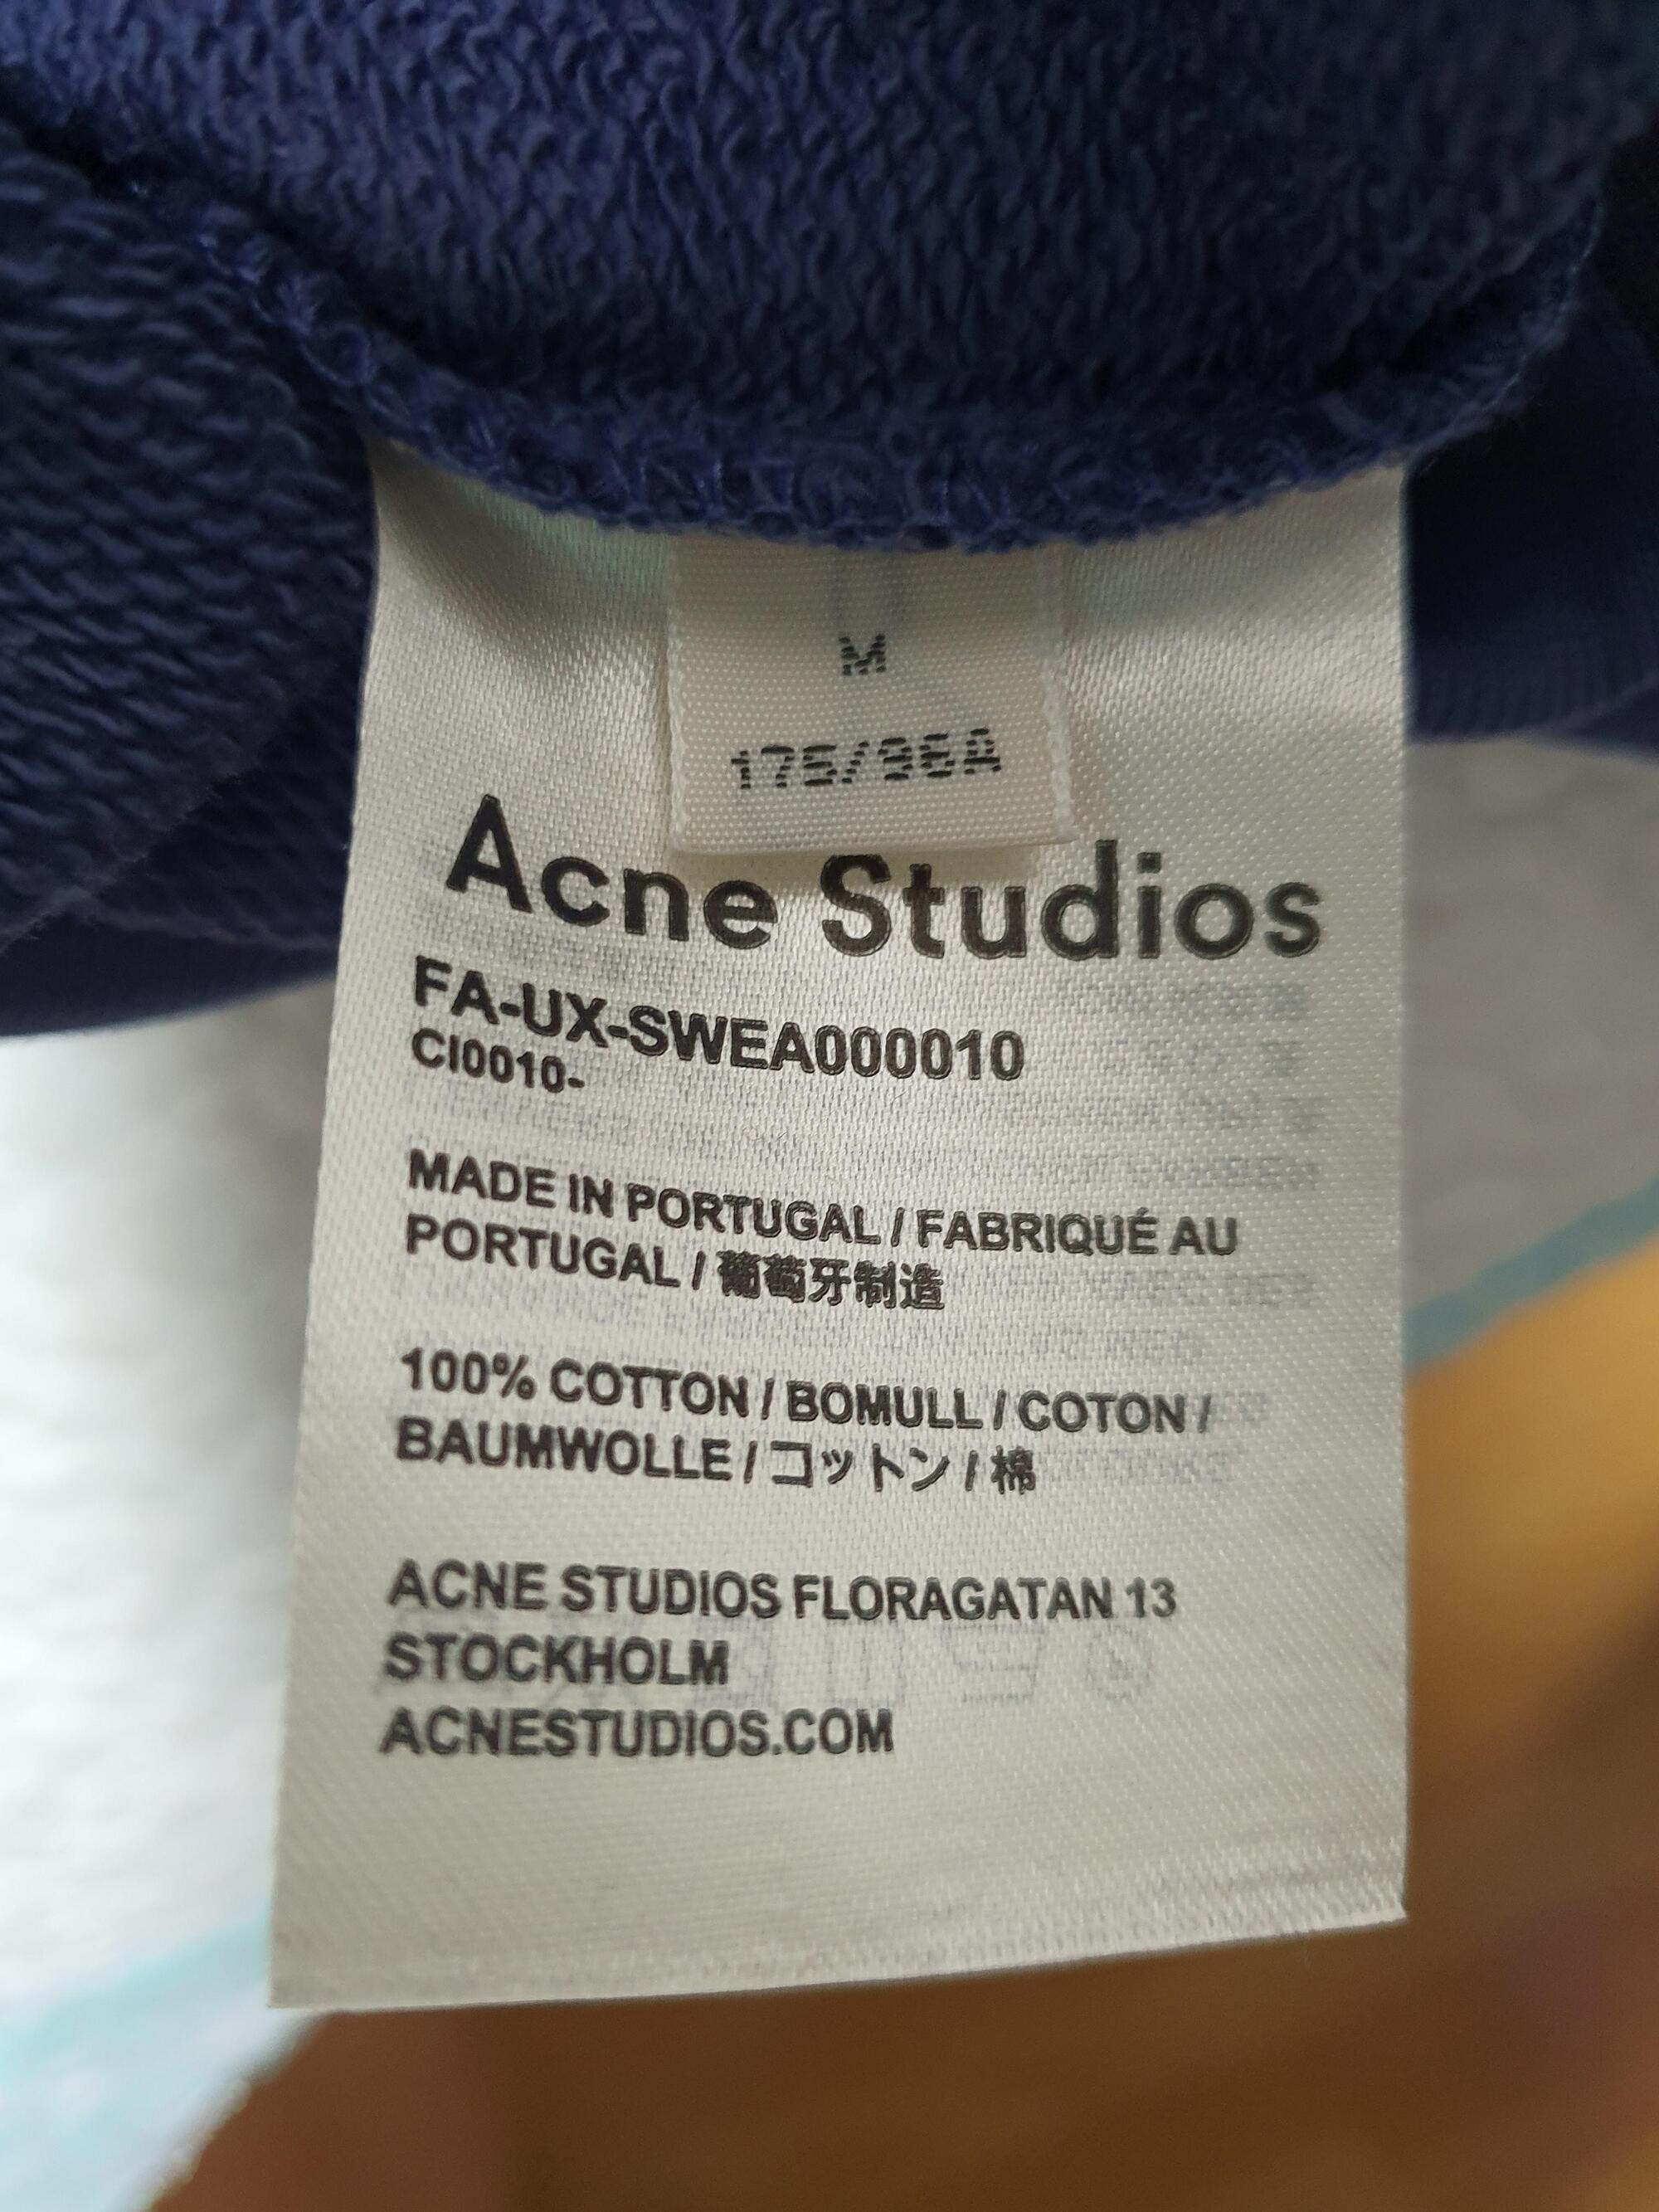 M
175/96A
Acne Studios
FA-UX-SWEA000010
CI0010-
MADE IN PORTUGAL / FABRIQUÉ AU
PORTUGAL / 葡萄牙制造
100% COTTON / BOMULL / COTON /
BAUMWOLLE / コットン / 棉
ACNE STUDIOS FLORAGATAN 13
STOCKHOLM
ACNESTUDIOS.COM